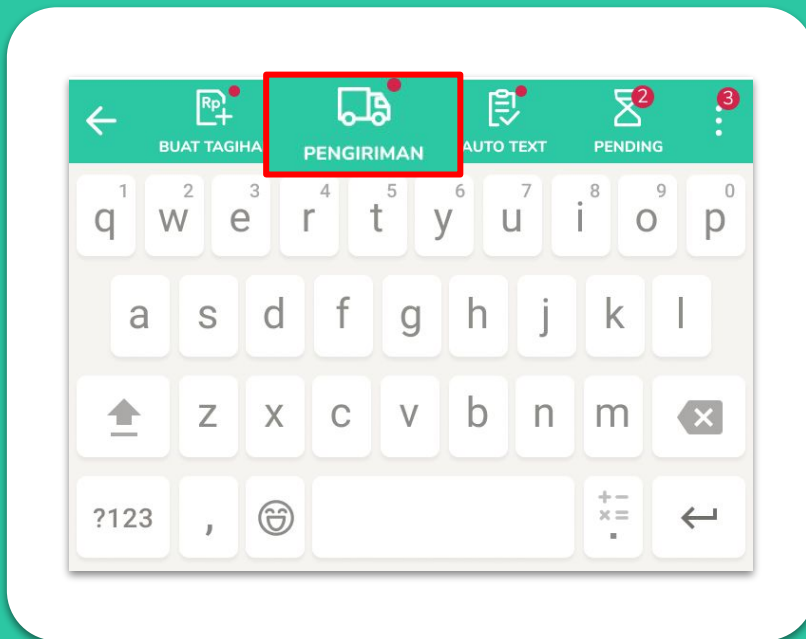 Rp 2 3
BUAT TAGIHA PENGIRIMAN AUTO TEXT PENDING
1 2 3 4 5 6 7 8 9 0
q w e r t y u i o p
a s d f g h j k l
z x c v b n m
?123 , + - × = .